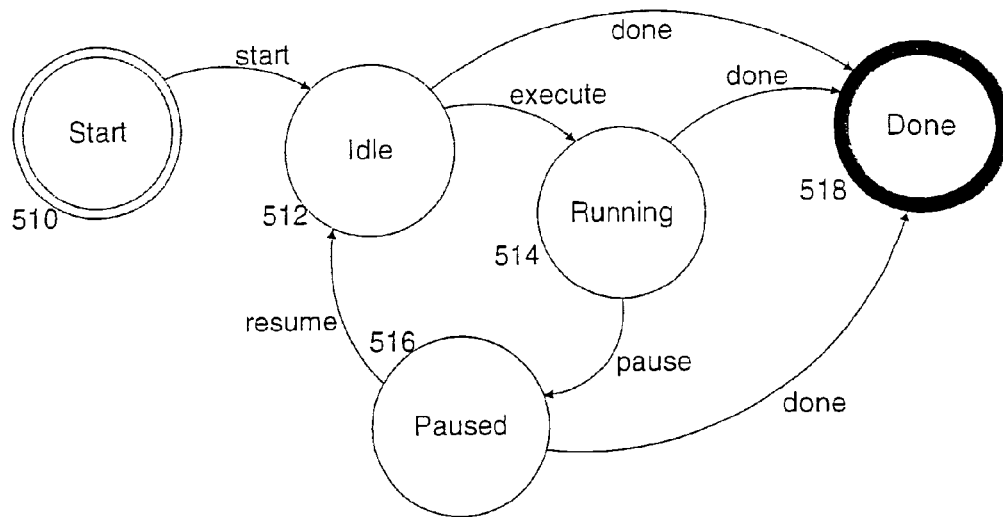 done
start
execute
done
Start
Idle
Running
Done
510
512
514
518
resume
516
pause
Paused
done